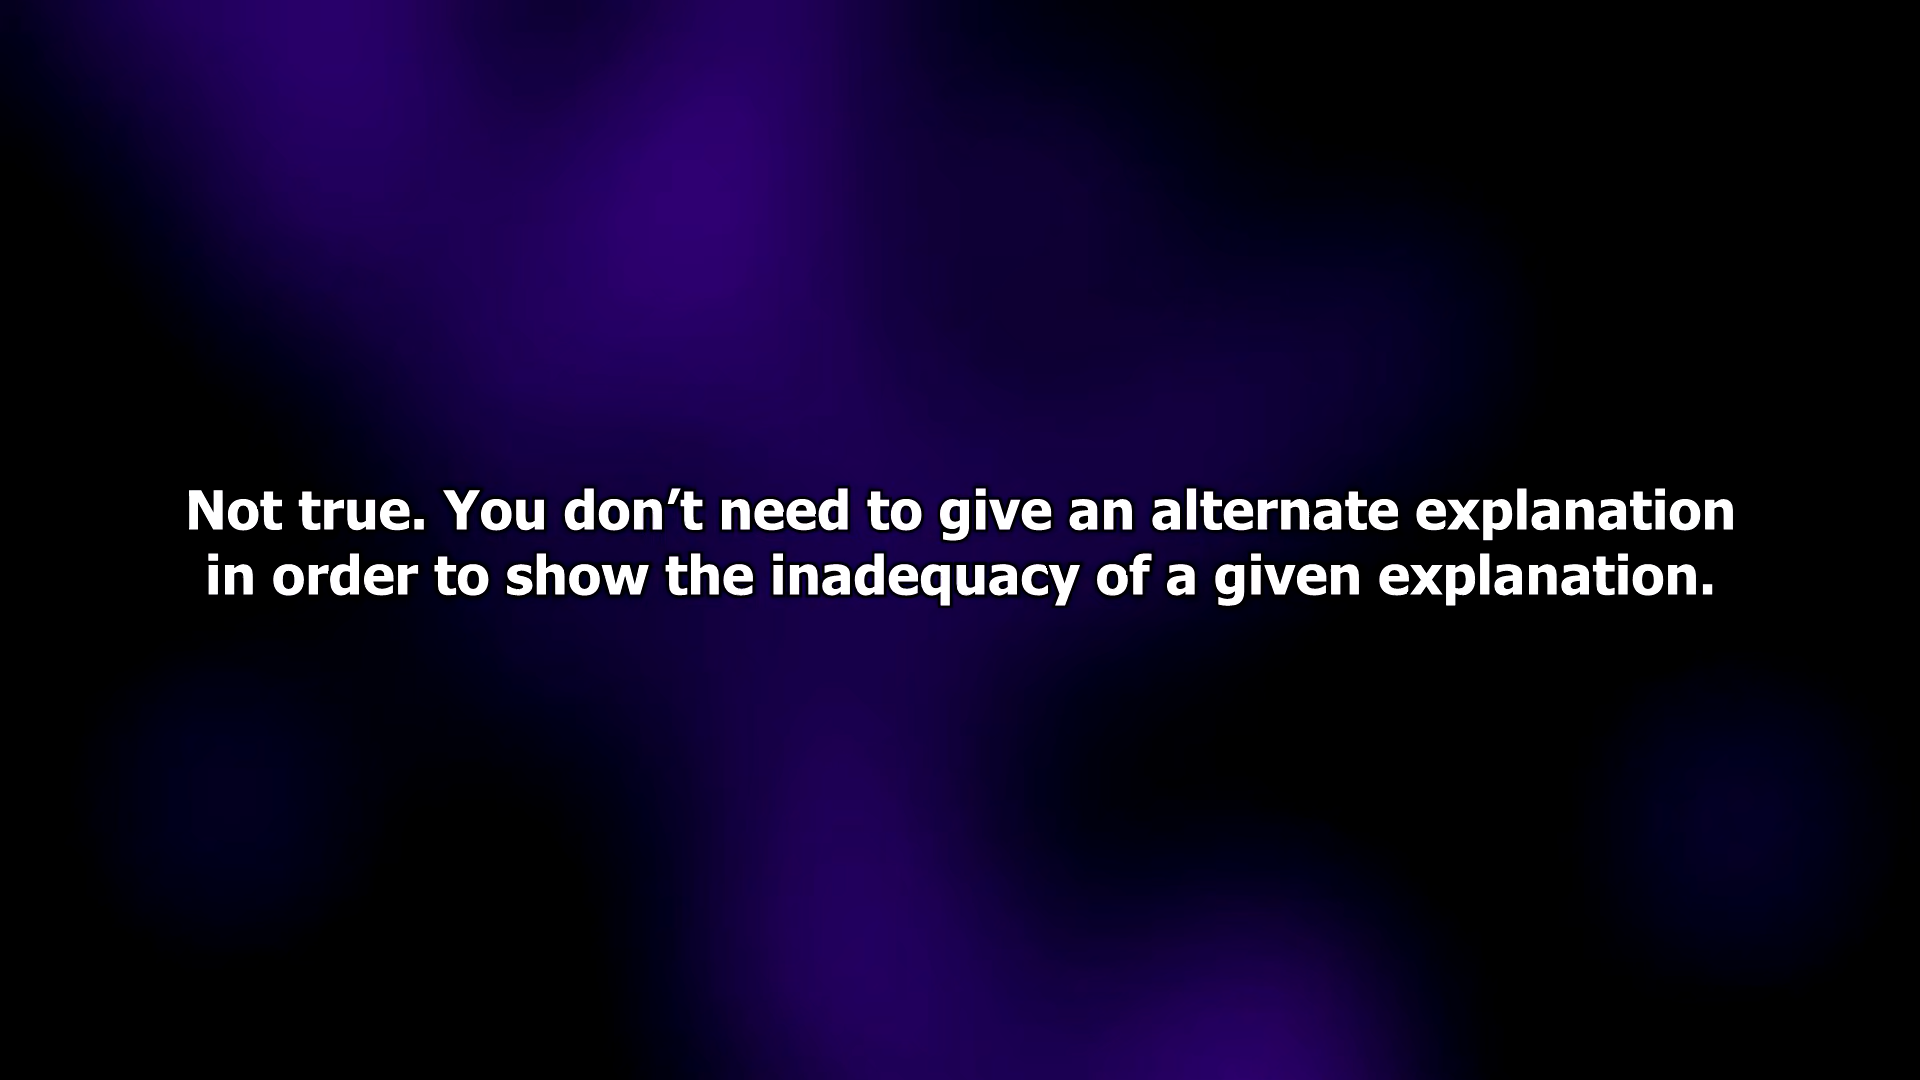 Not true. You don’t need to give an alternate explanation
in order to show the inadequacy of a given explanation.